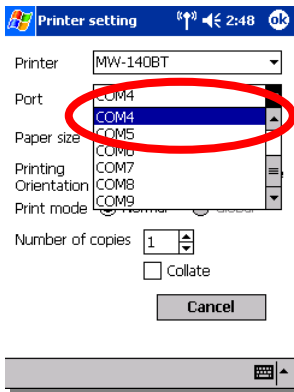 Printer setting 2:48 ok
Printer MW-140BT
Port COM4
COM4
Paper size COM5
COM6
Printing COM7
Orientation COM8
Print mode COM9 Normal Global
Number of copies 1
Collate
Cancel